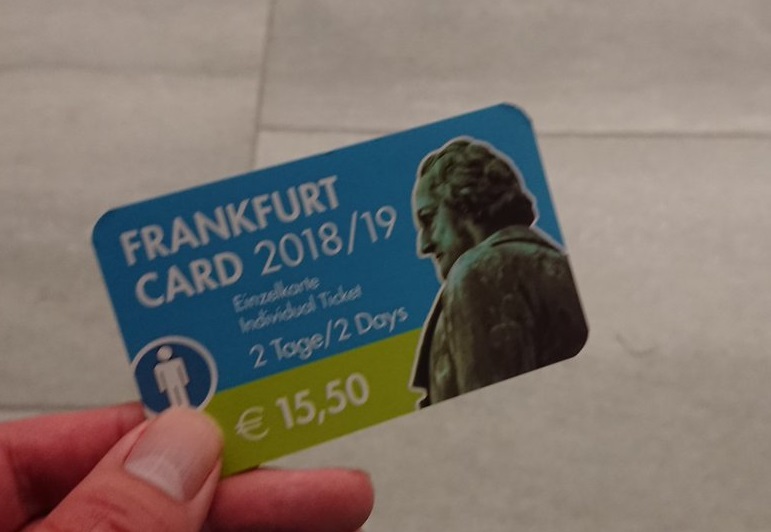 FRANKFURT
CARD 2018/19
Einzelkarte
Individual Ticket
2 Tage/2 Days
€ 15,50